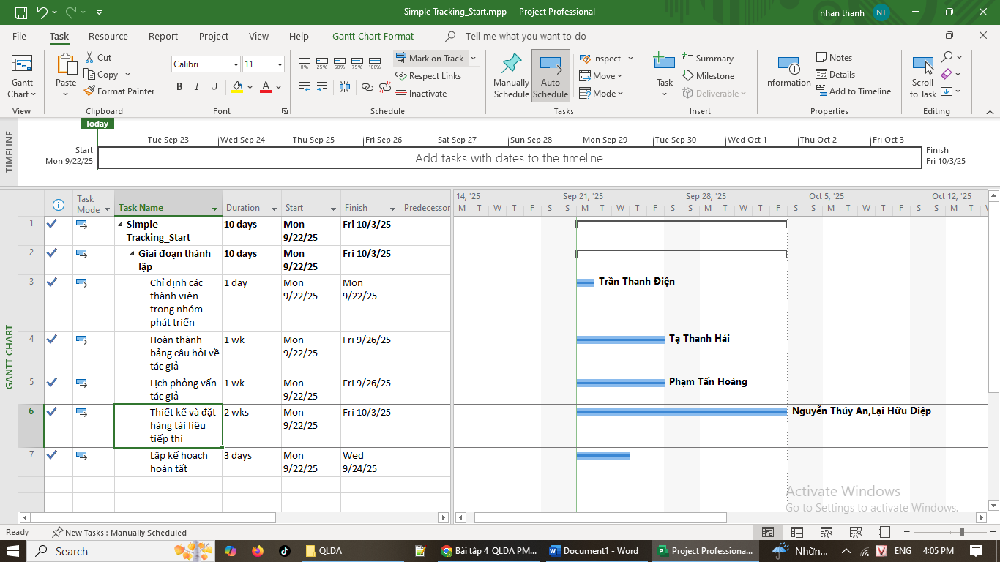 Simple Tracking_Start.mpp - Project Professional
nhan thanh NT
File Task Resource Report Project View Help Gantt Chart Format Tell me what you want to do
Gantt Chart
View
Paste
Cut
Copy
Format Painter
Clipboard
Calibri 11
B I U A
Font
0% 25% 50% 75% 100%
Mark on Track
Respect Links
Inactivate
Schedule
Manually Schedule
Auto Schedule
Inspect
Move
Mode
Tasks
Task
Summary
Milestone
Deliverable
Insert
Information
Notes
Details
Add to Timeline
Properties
Scroll to Task
Editing
TIMELINE
Today
Tue Sep 23 Wed Sep 24 Thu Sep 25 Fri Sep 26 Sat Sep 27 Sun Sep 28 Mon Sep 29 Tue Sep 30 Wed Oct 1 Thu Oct 2 Fri Oct 3
Start
Mon 9/22/25
Add tasks with dates to the timeline
Finish
Fri 10/3/25
GANTT CHART
Task Mode Task Name Duration Start Finish Predecessor
14, '25 Sep 21, '25 Sep 28, '25 Oct 5, '25 Oct 12, '25
M T W T F S S M T W T F S S M T W T F S S M T W T F S S M T W
1 Simple Tracking_Start 10 days Mon 9/22/25 Fri 10/3/25
2 Giai đoạn thành lập 10 days Mon 9/22/25 Fri 10/3/25
3 Chỉ định các thành viên trong nhóm phát triển 1 day Mon 9/22/25 Mon 9/22/25
Trần Thanh Điện
4 Hoàn thành bảng câu hỏi về tác giả 1 wk Mon 9/22/25 Fri 9/26/25
Tạ Thanh Hải
5 Lịch phỏng vấn tác giả 1 wk Mon 9/22/25 Fri 9/26/25
Phạm Tấn Hoàng
6 Thiết kế và đặt hàng tài liệu tiếp thị 2 wks Mon 9/22/25 Fri 10/3/25
Nguyễn Thúy An,Lại Hữu Diệp
7 Lập kế hoạch hoàn tất 3 days Mon 9/22/25 Wed 9/24/25
Activate Windows
Go to Settings to activate Windows.
Ready New Tasks : Manually Scheduled
Search
QLDA
Bài tập 4_QLDA PM...
Document1 - Word
Project Professiona...
Nhữn...
V ENG 4:05 PM